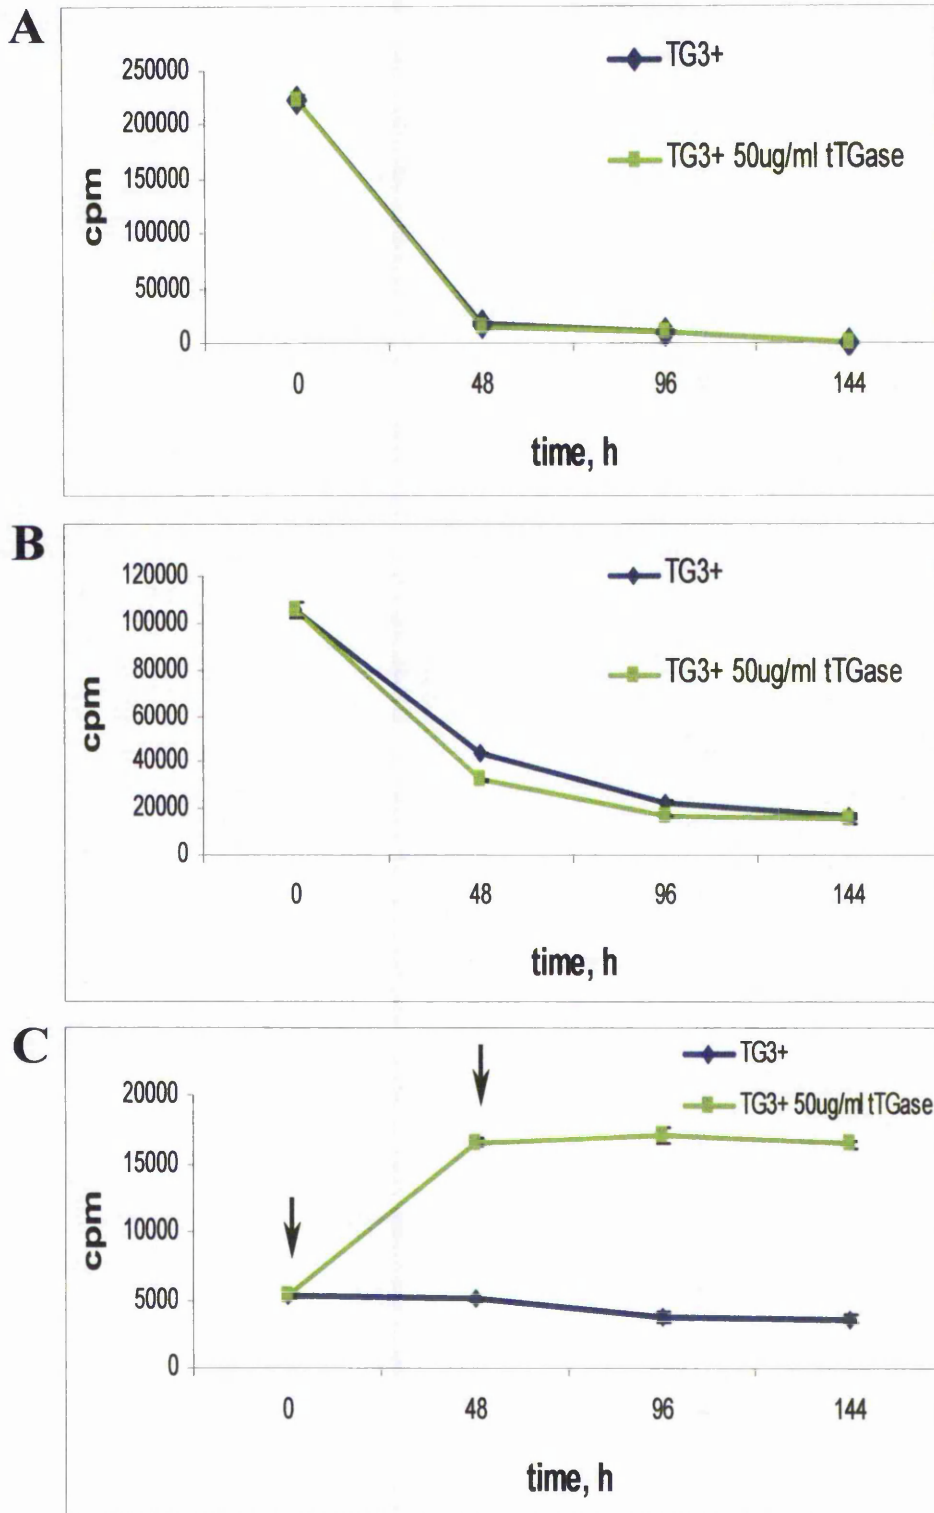 A
TG3+
TG3+ 50ug/ml tTGase
250000
200000
150000
100000
50000
0
cpm
0 48 96 144
time, h
B
TG3+
TG3+ 50ug/ml tTGase
120000
100000
80000
60000
40000
20000
0
cpm
0 48 96 144
time, h
C
TG3+
TG3+ 50ug/ml tTGase
20000
15000
10000
5000
0
cpm
0 48 96 144
time, h